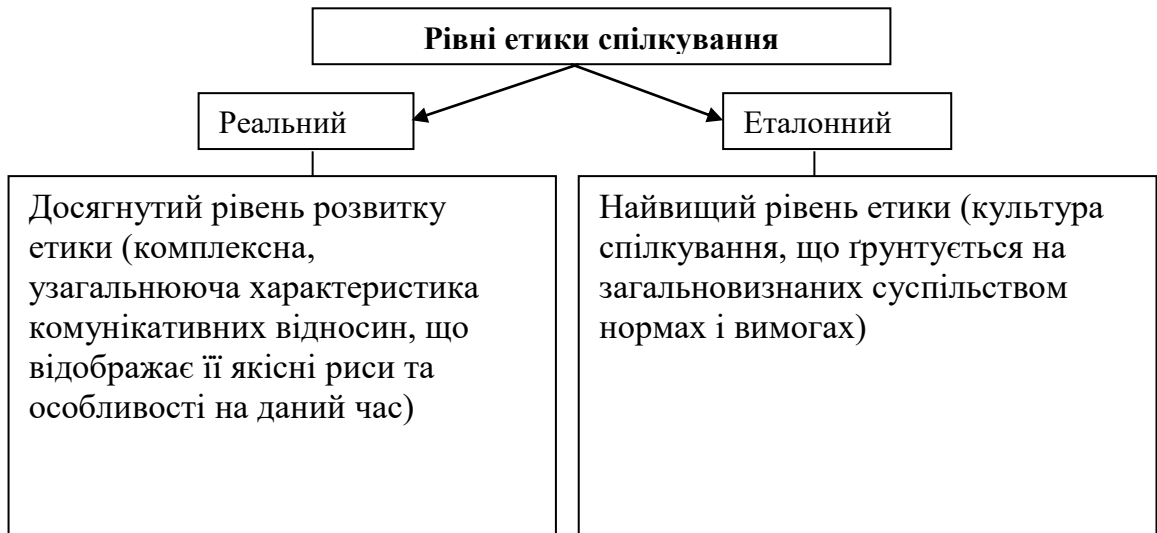 Рівні етики спілкування
Реальний
Еталонний
Досягнутий рівень розвитку
етики (комплексна,
узагальнююча характеристика
комунікативних відносин, що
відображає її якісні риси та
особливості на даний час)
Найвищий рівень етики (культура
спілкування, що ґрунтується на
загальновизнаних суспільством
нормах і вимогах)